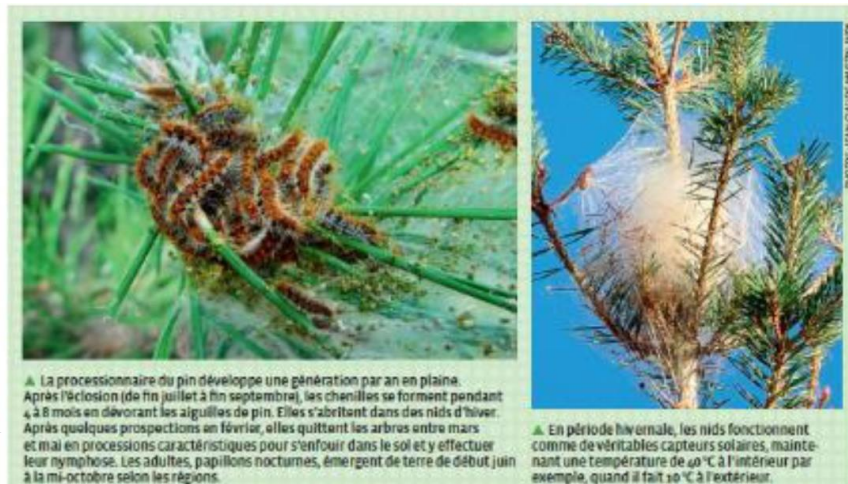 ▲ La processionnaire du pin développe une génération par an en plaine.
Après l'éclosion (de fin juillet à fin septembre), les chenilles se forment pendant
4 à 8 mois en dévorant les aiguilles de pin. Elles s'abritent dans des nids d'hiver.
Après quelques prospections en février, elles quittent les arbres entre mars
et mai en processions caractéristiques pour s'enfouir dans le sol et y effectuer
leur nymphose. Les adultes, papillons nocturnes, émergent de terre de début juin
à la mi-octobre selon les régions.
▲ En période hivernale, les nids fonctionnent
comme de véritables capteurs solaires, mainte-
nant une température de 40 °C à l'intérieur par
exemple, quand il fait 10 °C à l'extérieur.